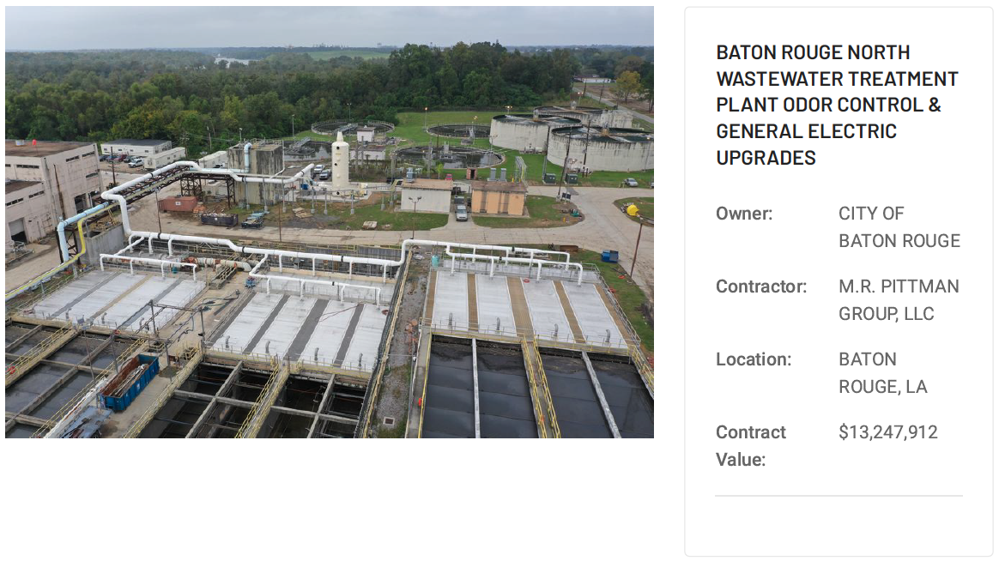 BATON ROUGE NORTH
WASTEWATER TREATMENT
PLANT ODOR CONTROL &
GENERAL ELECTRIC
UPGRADES
Owner: CITY OF
BATON ROUGE
Contractor: M.R. PITTMAN
GROUP, LLC
Location: BATON
ROUGE, LA
Contract $13,247,912
Value: